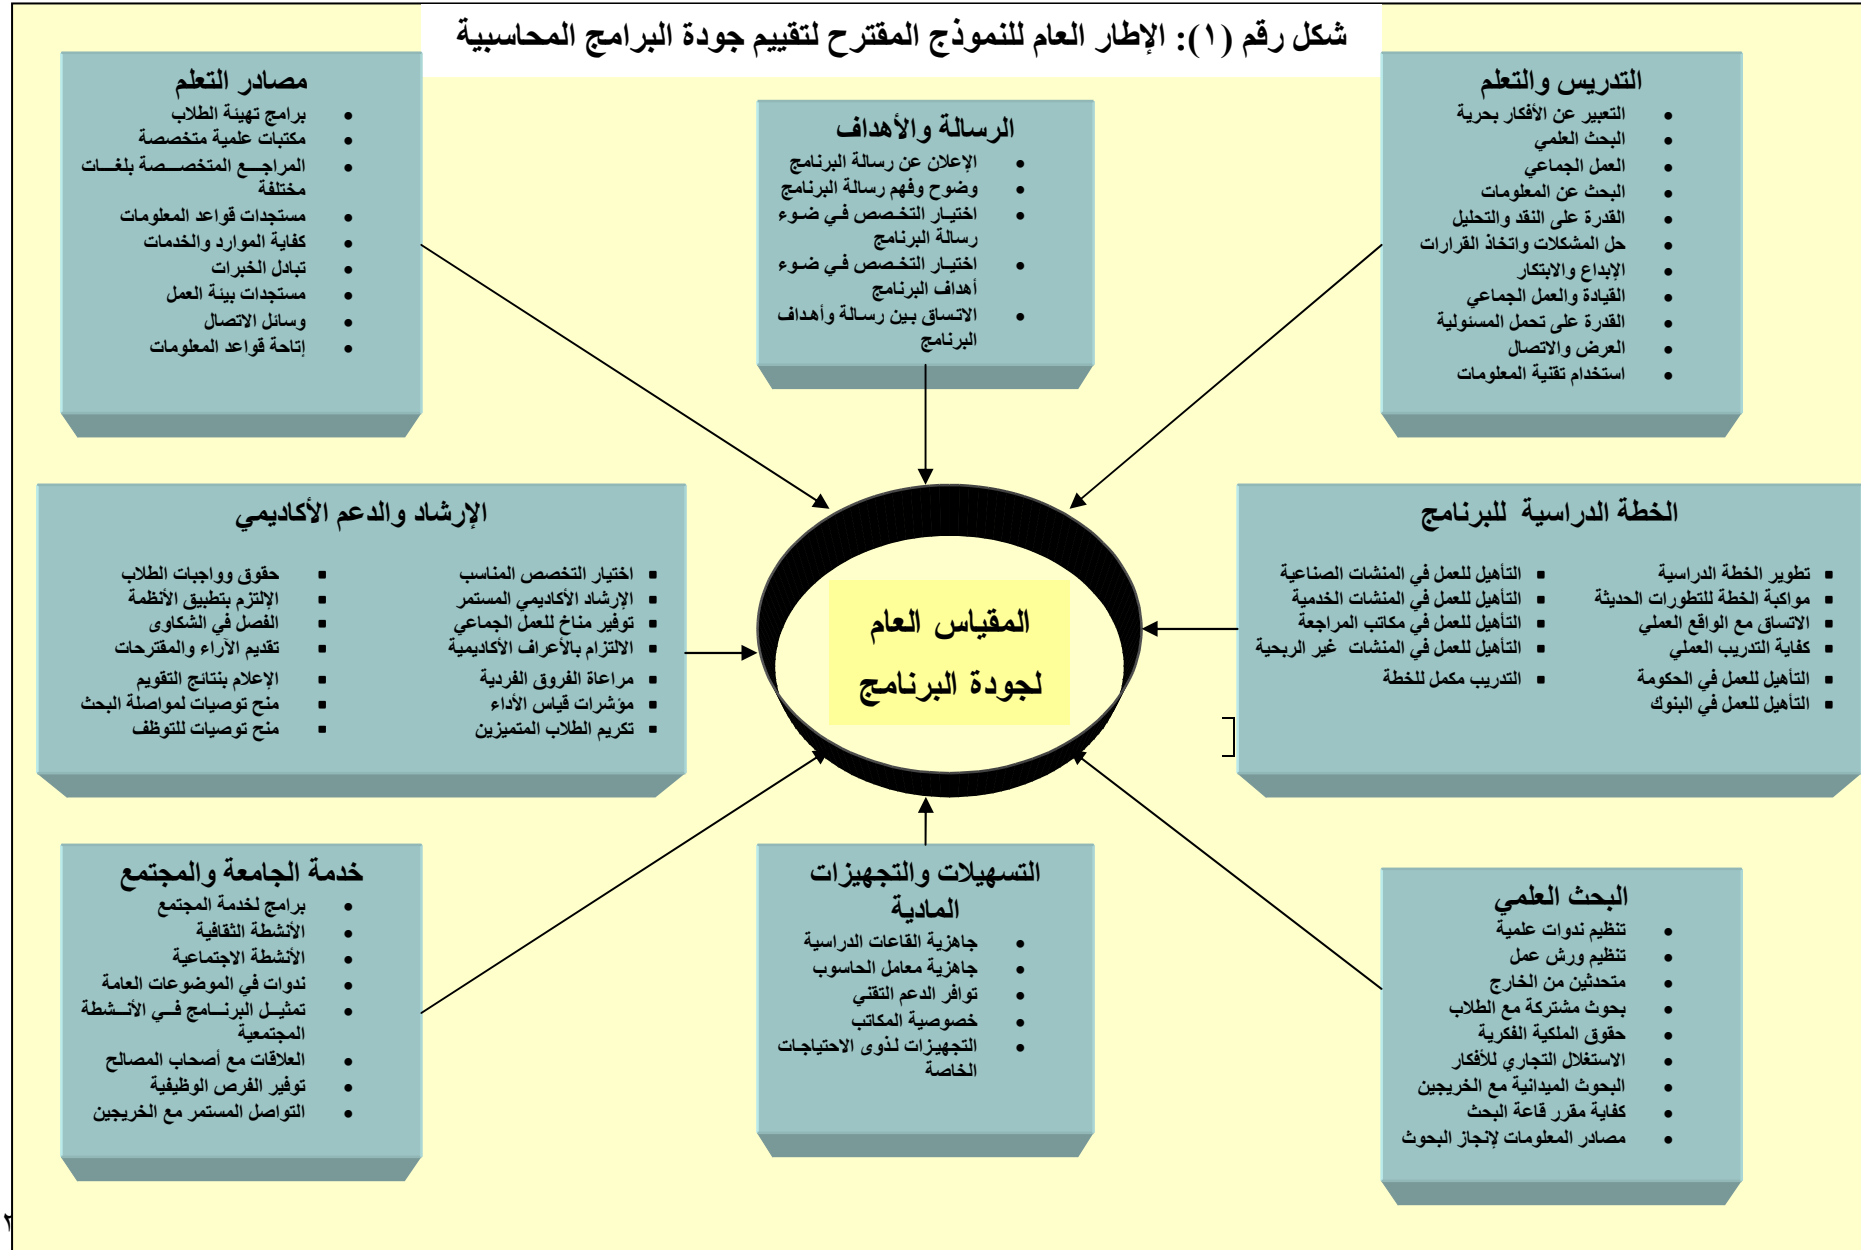 شكل رقم (١): الإطار العام للنموذج المقترح لتقييم جودة البرامج المحاسبية
التدريس والتعلم
• التعبير عن الأفكار بحرية
• البحث العلمي
• العمل الجماعي
• البحث عن المعلومات
• القدرة على النقد والتحليل
• حل المشكلات واتخاذ القرارات
• الإبداع والابتكار
• القيادة والعمل الجماعي
• القدرة على تحمل المسئولية
• العرض والاتصال
• استخدام تقنية المعلومات
الرسالة والأهداف
• الإعلان عن رسالة البرنامج
• وضوح وفهم رسالة البرنامج
• اختيار التخصص في ضوء
رسالة البرنامج
• اختيار التخصص في ضوء
أهداف البرنامج
• الاتساق بين رسالة وأهداف
البرنامج
مصادر التعلم
• برامج تهيئة الطلاب
• مكتبات علمية متخصصة
• المراجع المتخصصة بلغات
مختلفة
• مستجدات قواعد المعلومات
• كفاية الموارد والخدمات
• تبادل الخبرات
• مستجدات بيئة العمل
• وسائل الاتصال
• إتاحة قواعد المعلومات
الخطة الدراسية للبرنامج
▪ تطوير الخطة الدراسية
▪ مواكبة الخطة للتطورات الحديثة
▪ الاتساق مع الواقع العملي
▪ كفاية التدريب العملي
▪ التأهيل للعمل في الحكومة
▪ التأهيل للعمل في البنوك
▪ التأهيل للعمل في المنشات الصناعية
▪ التأهيل للعمل في المنشات الخدمية
▪ التأهيل للعمل في مكاتب المراجعة
▪ التأهيل للعمل في المنشات غير الربحية
▪ التدريب مكمل للخطة
المقياس العام
لجودة البرنامج
الإرشاد والدعم الأكاديمي
▪ اختيار التخصص المناسب
▪ الإرشاد الأكاديمي المستمر
▪ توفير مناخ للعمل الجماعي
▪ الالتزام بالأعراف الأكاديمية
▪ مراعاة الفروق الفردية
▪ مؤشرات قياس الأداء
▪ تكريم الطلاب المتميزين
▪ حقوق وواجبات الطلاب
▪ الإلتزم بتطبيق الأنظمة
▪ الفصل في الشكاوى
▪ تقديم الآراء والمقترحات
▪ الإعلام بنتائج التقويم
▪ منح توصيات لمواصلة البحث
▪ منح توصيات للتوظف
البحث العلمي
• تنظيم ندوات علمية
• تنظيم ورش عمل
• متحدثين من الخارج
• بحوث مشتركة مع الطلاب
• حقوق الملكية الفكرية
• الاستغلال التجاري للأفكار
• البحوث الميدانية مع الخريجين
• كفاية مقرر قاعة البحث
• مصادر المعلومات لإنجاز البحوث
التسهيلات والتجهيزات
المادية
• جاهزية القاعات الدراسية
• جاهزية معامل الحاسوب
• توافر الدعم التقني
• خصوصية المكاتب
• التجهيزات لذوى الاحتياجات
الخاصة
خدمة الجامعة والمجتمع
• برامج لخدمة المجتمع
• الأنشطة الثقافية
• الأنشطة الاجتماعية
• ندوات في الموضوعات العامة
• تمثيل البرنامج في الأنشطة
المجتمعية
• العلاقات مع أصحاب المصالح
• توفير الفرص الوظيفية
• التواصل المستمر مع الخريجين